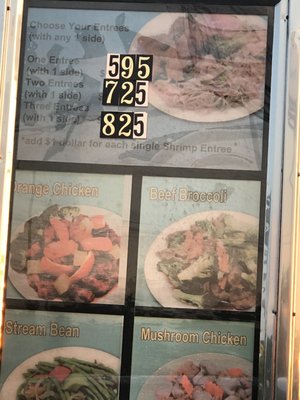 Choose Your Entrees
(with any 1 side)
One Entree
(with 1 side)
595
Two Entrees
(with 1 side)
725
Three Entrees
(with 1 side)
825
*add $1 dollar for each single Shrimp Entree*
Orange Chicken
Beef Broccoli
Stream Bean
Mushroom Chicken